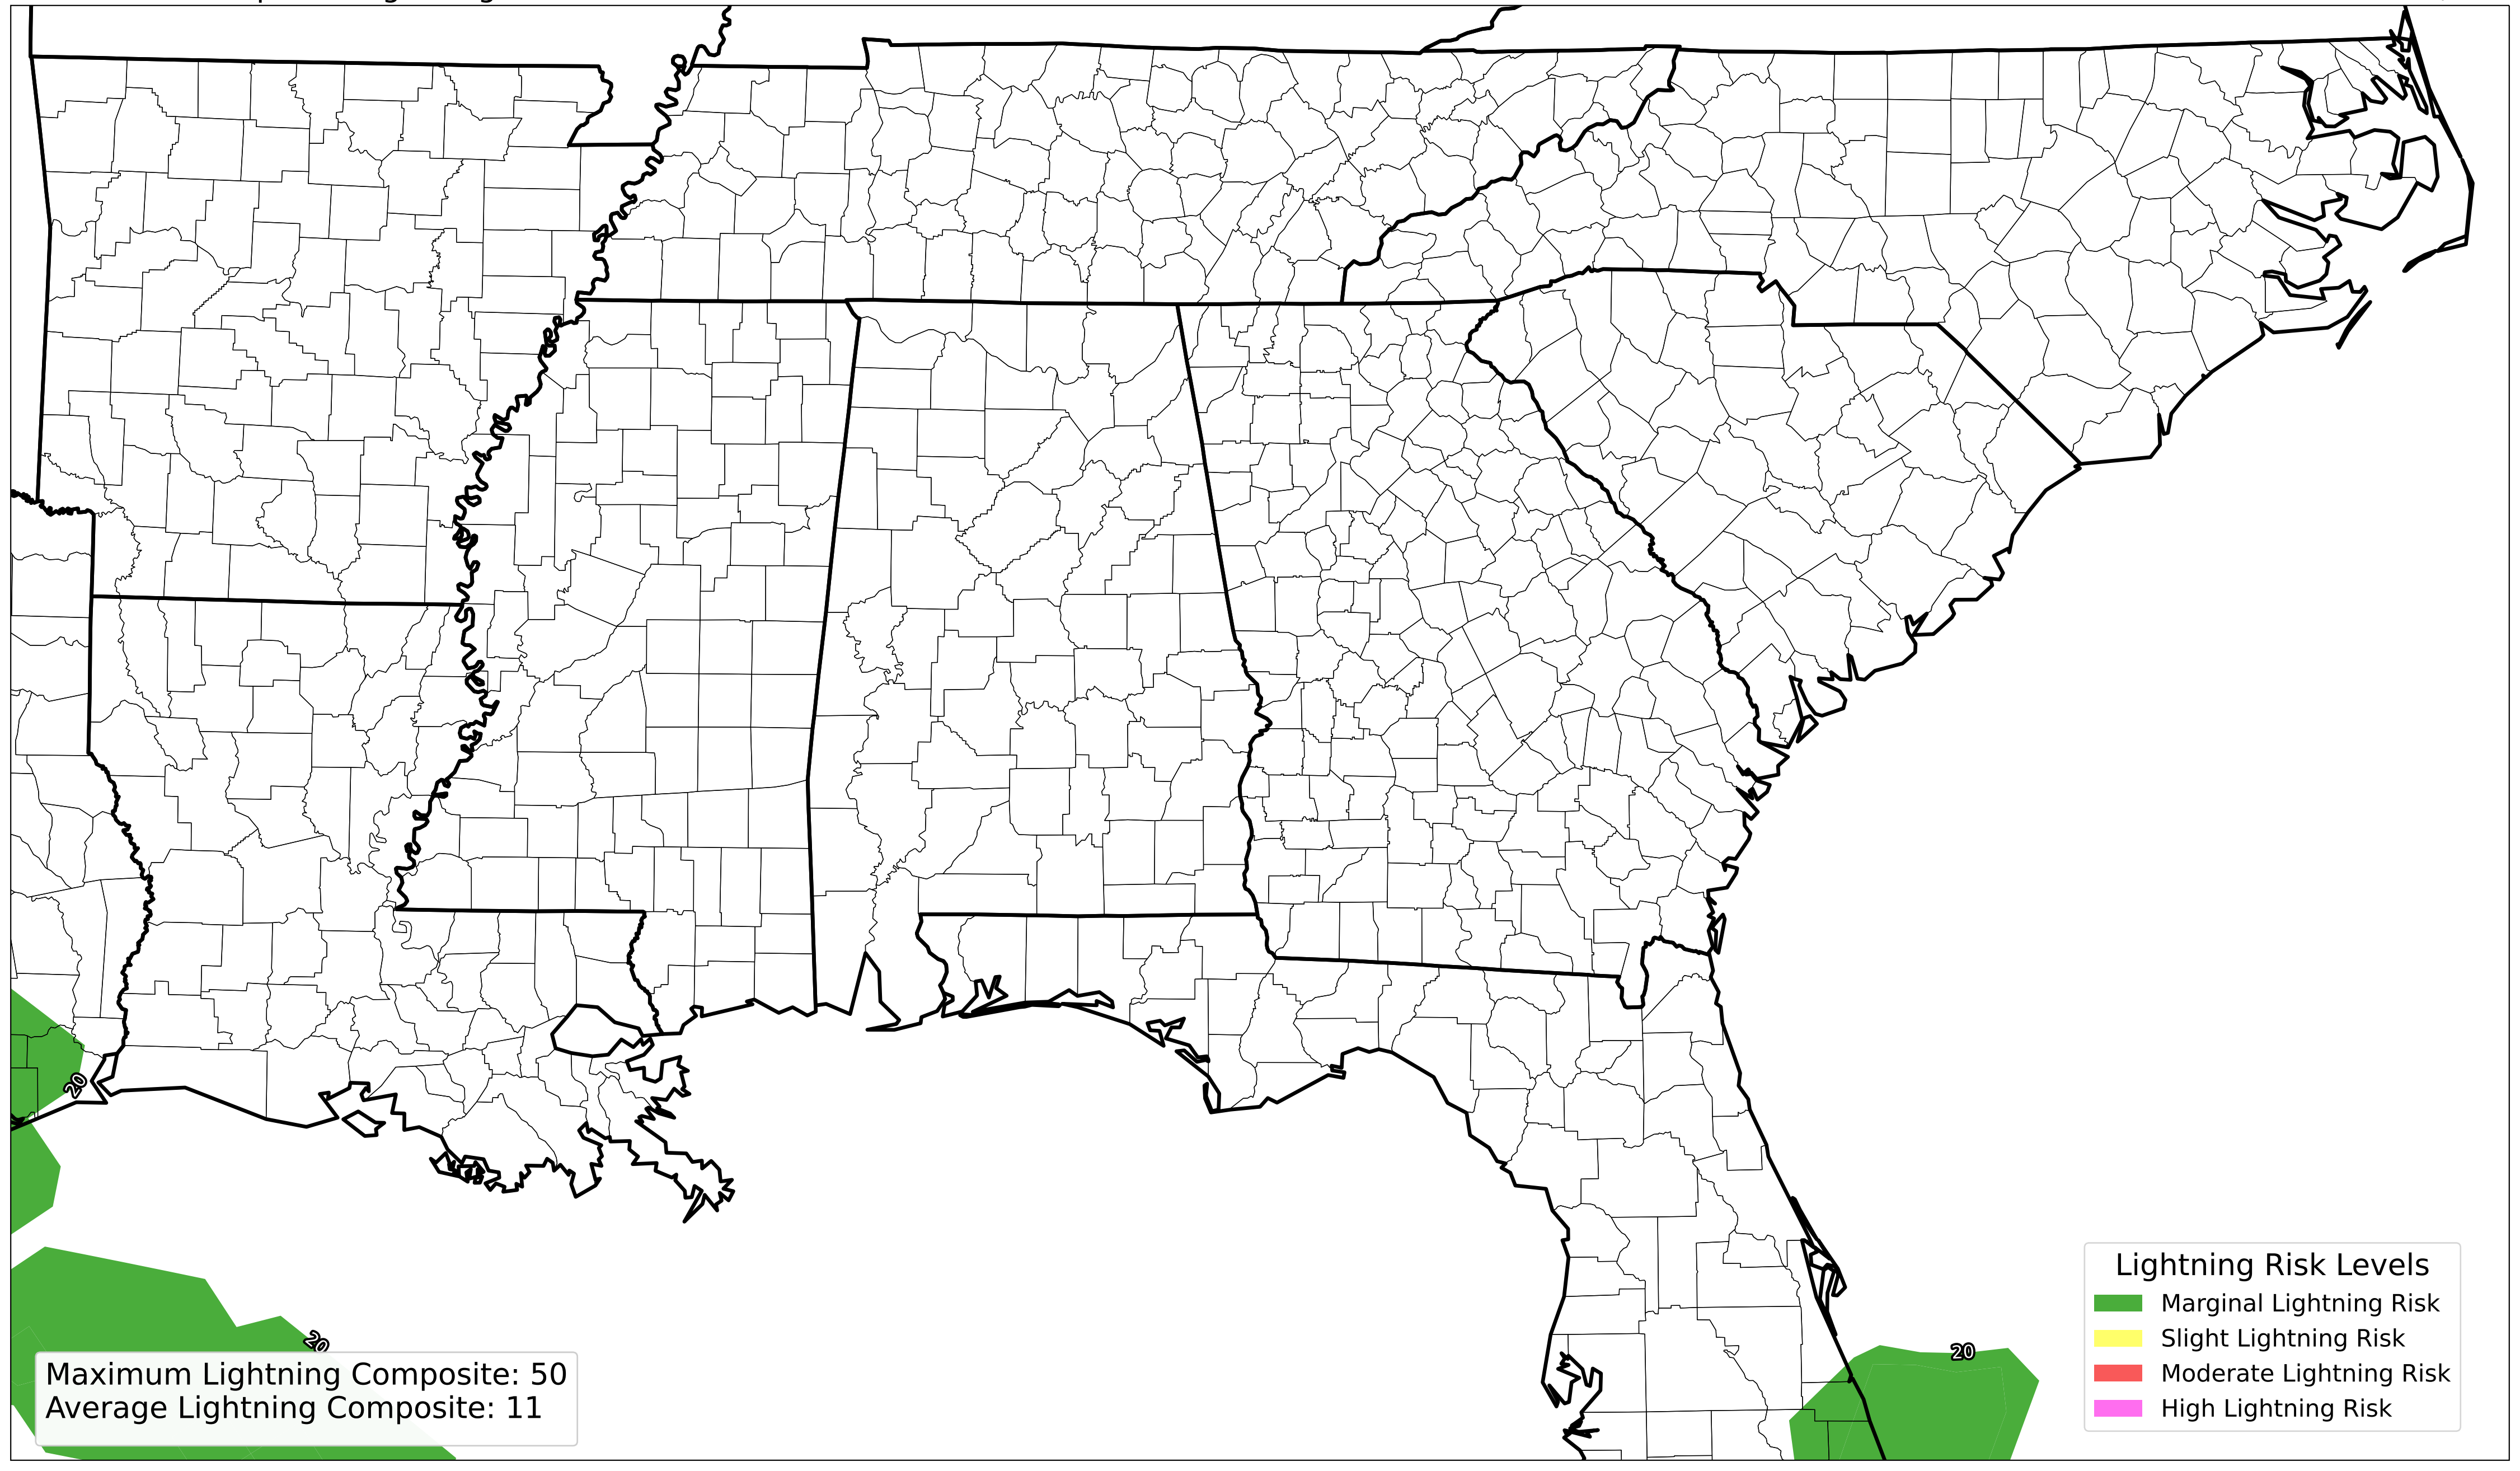 20
20
20
Maximum Lightning Composite: 50
Average Lightning Composite: 11
Lightning Risk Levels
Marginal Lightning Risk
Slight Lightning Risk
Moderate Lightning Risk
High Lightning Risk